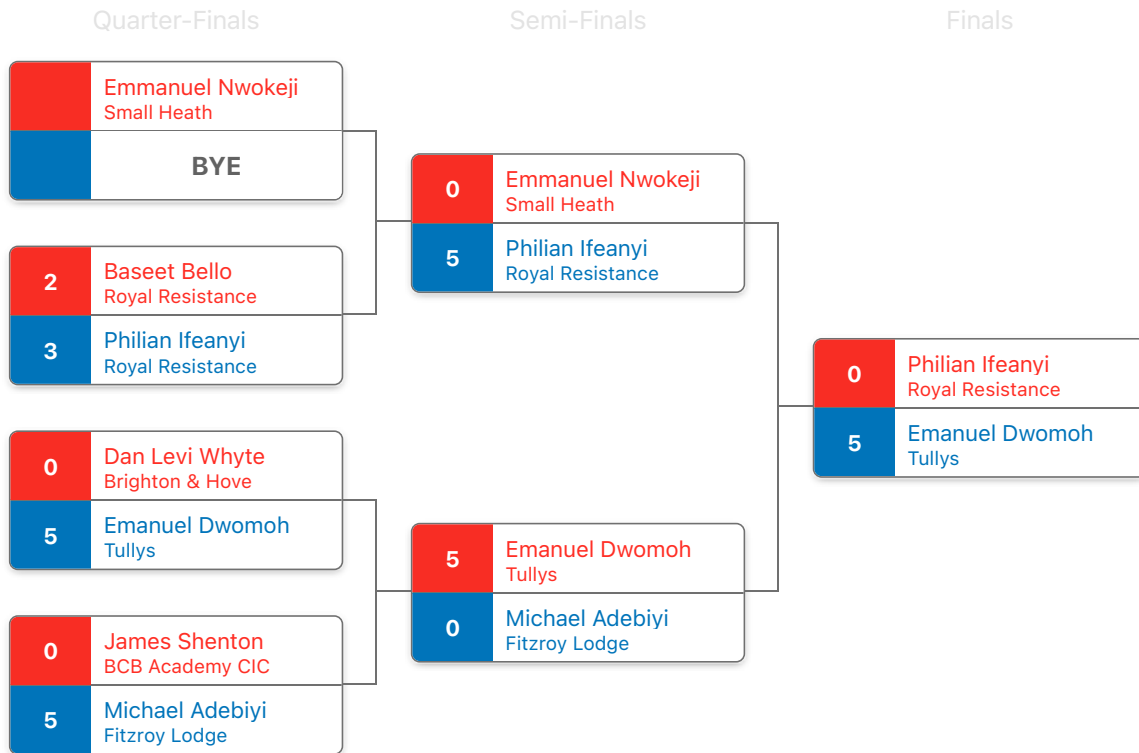 Quarter-Finals
Semi-Finals
Finals
Emmanuel Nwokeji
Small Heath
BYE
2
Baseet Bello
Royal Resistance
3
Philian Ifeanyi
Royal Resistance
0
Dan Levi Whyte
Brighton & Hove
5
Emanuel Dwomoh
Tullys
0
James Shenton
BCB Academy CIC
5
Michael Adebiyi
Fitzroy Lodge
0
Emmanuel Nwokeji
Small Heath
5
Philian Ifeanyi
Royal Resistance
5
Emanuel Dwomoh
Tullys
0
Michael Adebiyi
Fitzroy Lodge
0
Philian Ifeanyi
Royal Resistance
5
Emanuel Dwomoh
Tullys